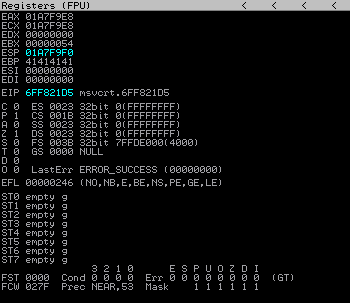 Registers (FPU) < < < <
EAX 01A7F9E8
ECX 01A7F9E8
EDX 00000000
EBX 00000054
ESP 01A7F9F0
EBP 41414141
ESI 00000000
EDI 00000000
EIP 6FF821D5 msvcrt.6FF821D5
C 0 ES 0023 32bit 0(FFFFFFFF)
P 1 CS 001B 32bit 0(FFFFFFFF)
A 0 SS 0023 32bit 0(FFFFFFFF)
Z 1 DS 0023 32bit 0(FFFFFFFF)
S 0 FS 003B 32bit 7FFDE000(4000)
T 0 GS 0000 NULL
D 0
O 0 LastErr ERROR_SUCCESS (00000000)
EFL 00000246 (NO,NB,E,BE,NS,PE,GE,LE)
ST0 empty g
ST1 empty g
ST2 empty g
ST3 empty g
ST4 empty g
ST5 empty g
ST6 empty g
ST7 empty g
3 2 1 0 E S P U O Z D I
FST 0000 Cond 0 0 0 0 Err 0 0 0 0 0 0 0 0 (GT)
FCW 027F Prec NEAR,53 Mask 1 1 1 1 1 1